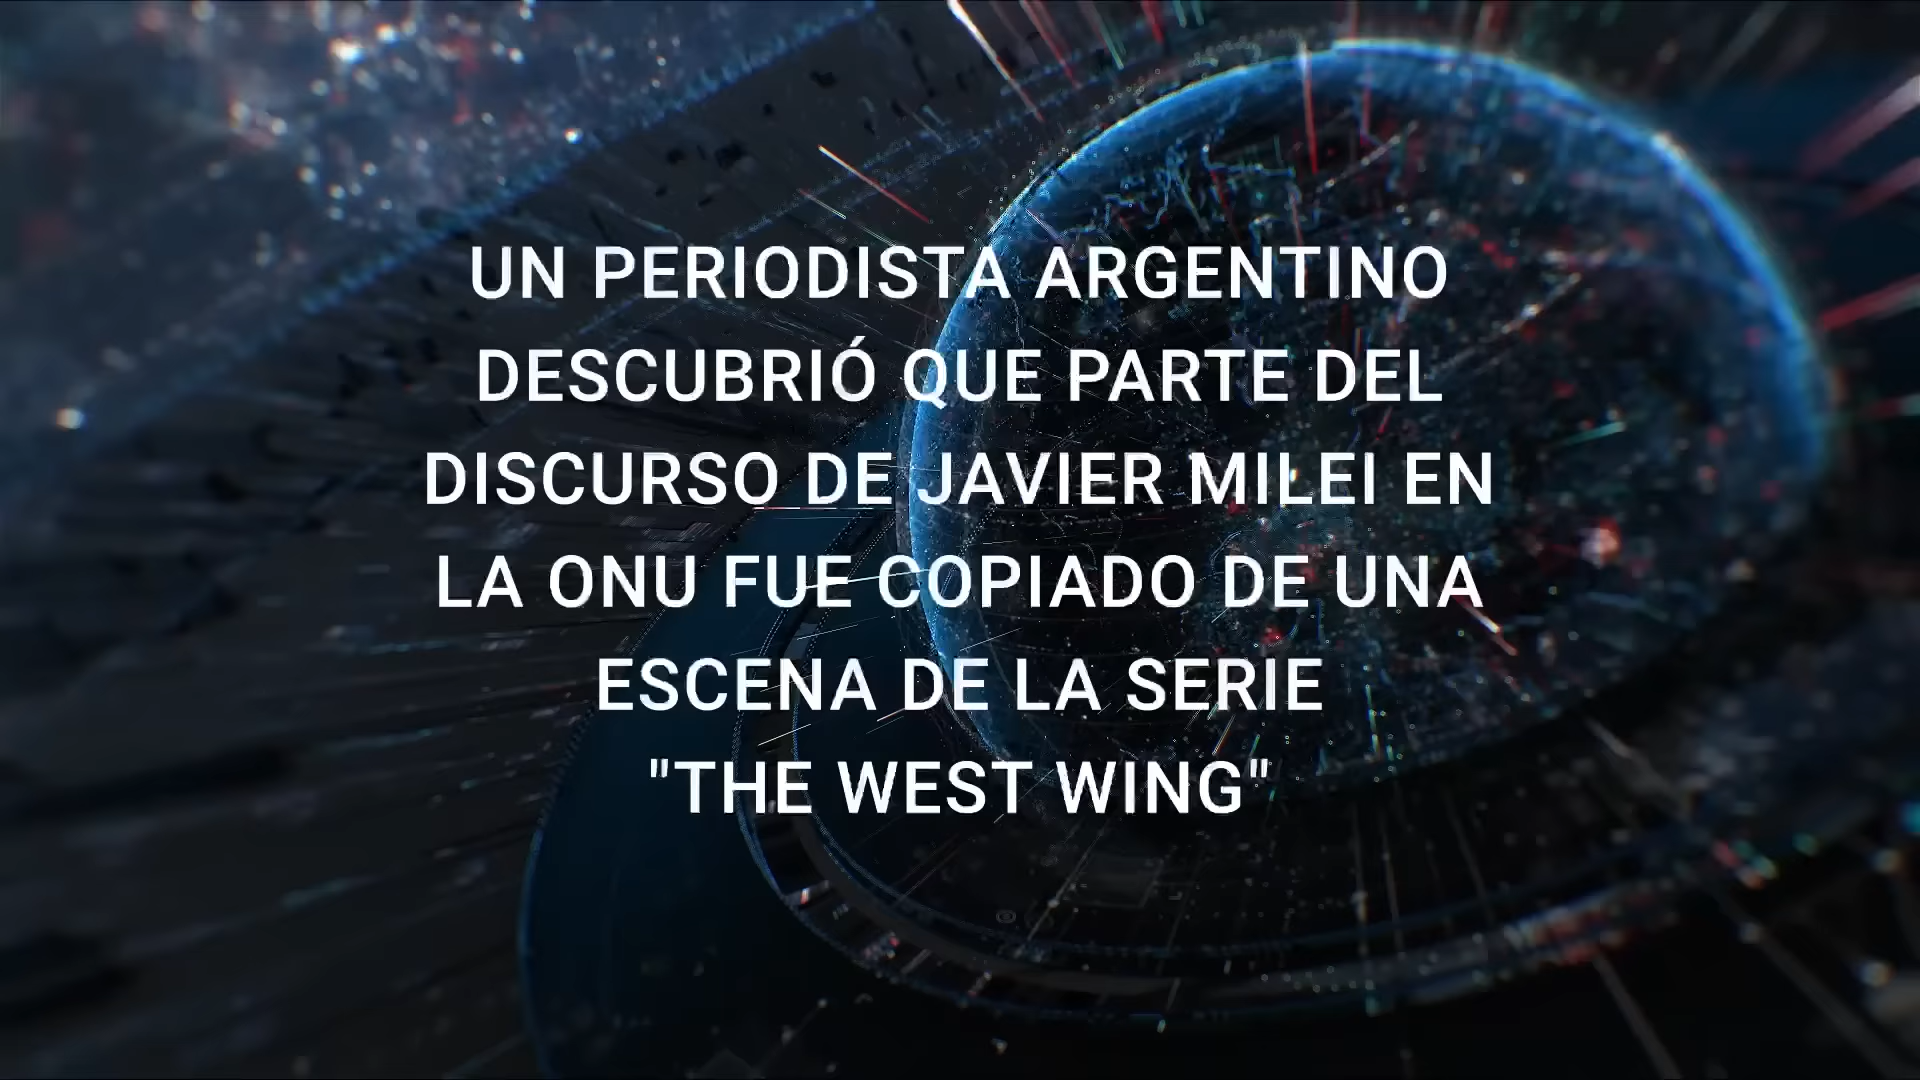 UN PERIODISTA ARGENTINO
DESCUBRIÓ QUE PARTE DEL
DISCURSO DE JAVIER MILEI EN
LA ONU FUE COPIADO DE UNA
ESCENA DE LA SERIE
"THE WEST WING"